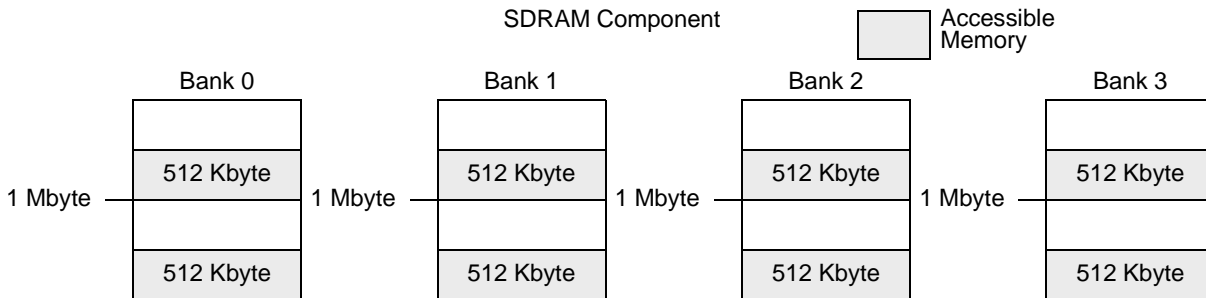 SDRAM Component
Accessible
Memory
Bank 0
Bank 1
Bank 2
Bank 3
512 Kbyte
512 Kbyte
512 Kbyte
512 Kbyte
1 Mbyte
1 Mbyte
1 Mbyte
1 Mbyte
512 Kbyte
512 Kbyte
512 Kbyte
512 Kbyte